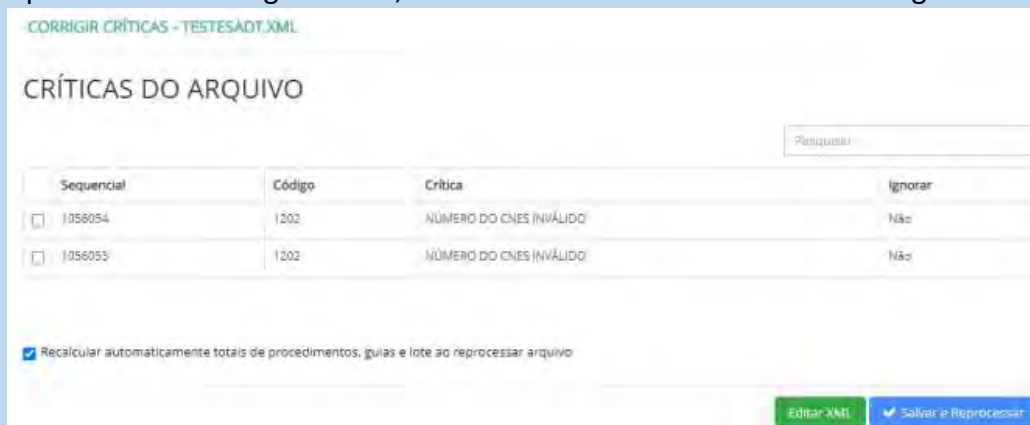 CORRIGIR CRÍTICAS - TESTESADT.XML
CRÍTICAS DO ARQUIVO
Pesquisar
Sequencial Código Crítica Ignorar
1056054 1202 NÚMERO DO CNES INVÁLIDO Não
1056053 1202 NÚMERO DO CNES INVÁLIDO Não
Recalcular automaticamente totais de procedimentos, guias e lote ao reprocessar arquivo
Editar XML Salvar e Reprocessar